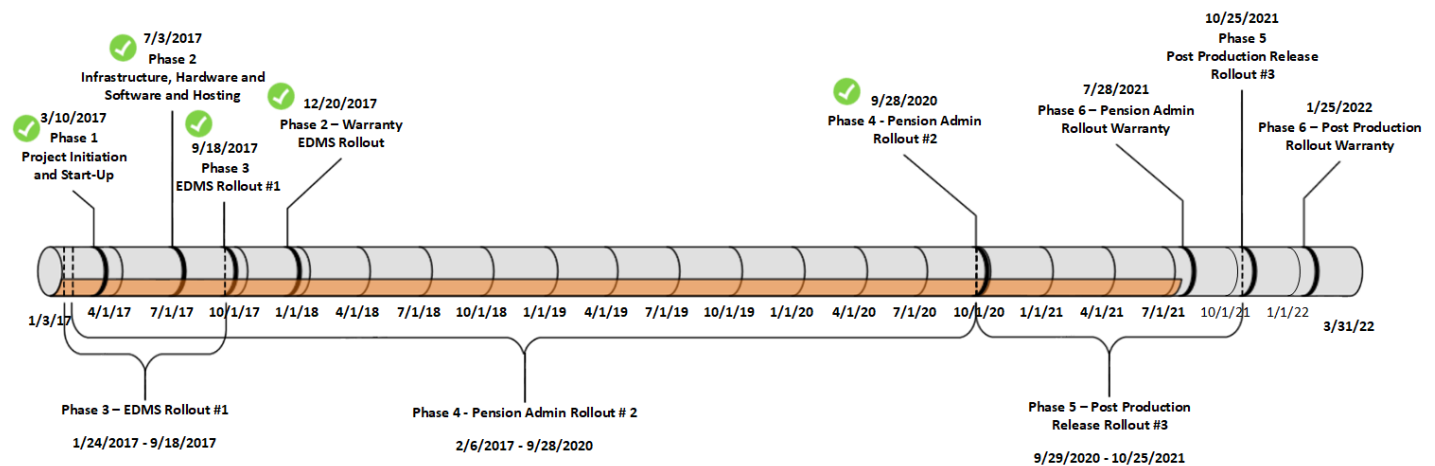 3/10/2017
Phase 1
Project Initiation
and Start-Up
7/3/2017
Phase 2
Infrastructure, Hardware and
Software and Hosting
9/18/2017
Phase 3
EDMS Rollout #1
12/20/2017
Phase 2 – Warranty
EDMS Rollout
9/28/2020
Phase 4 - Pension Admin
Rollout #2
7/28/2021
Phase 6 – Pension Admin
Rollout Warranty
10/25/2021
Phase 5
Post Production Release
Rollout #3
1/25/2022
Phase 6 – Post Production
Rollout Warranty
1/3/17 4/1/17 7/1/17 10/1/17 1/1/18 4/1/18 7/1/18 10/1/18 1/1/19 4/1/19 7/1/19 10/1/19 1/1/20 4/1/20 7/1/20 10/1/20 1/1/21 4/1/21 7/1/21 10/1/21 1/1/22 3/31/22
Phase 3 – EDMS Rollout #1
1/24/2017 - 9/18/2017
Phase 4 - Pension Admin Rollout # 2
2/6/2017 - 9/28/2020
Phase 5 – Post Production
Release Rollout #3
9/29/2020 - 10/25/2021